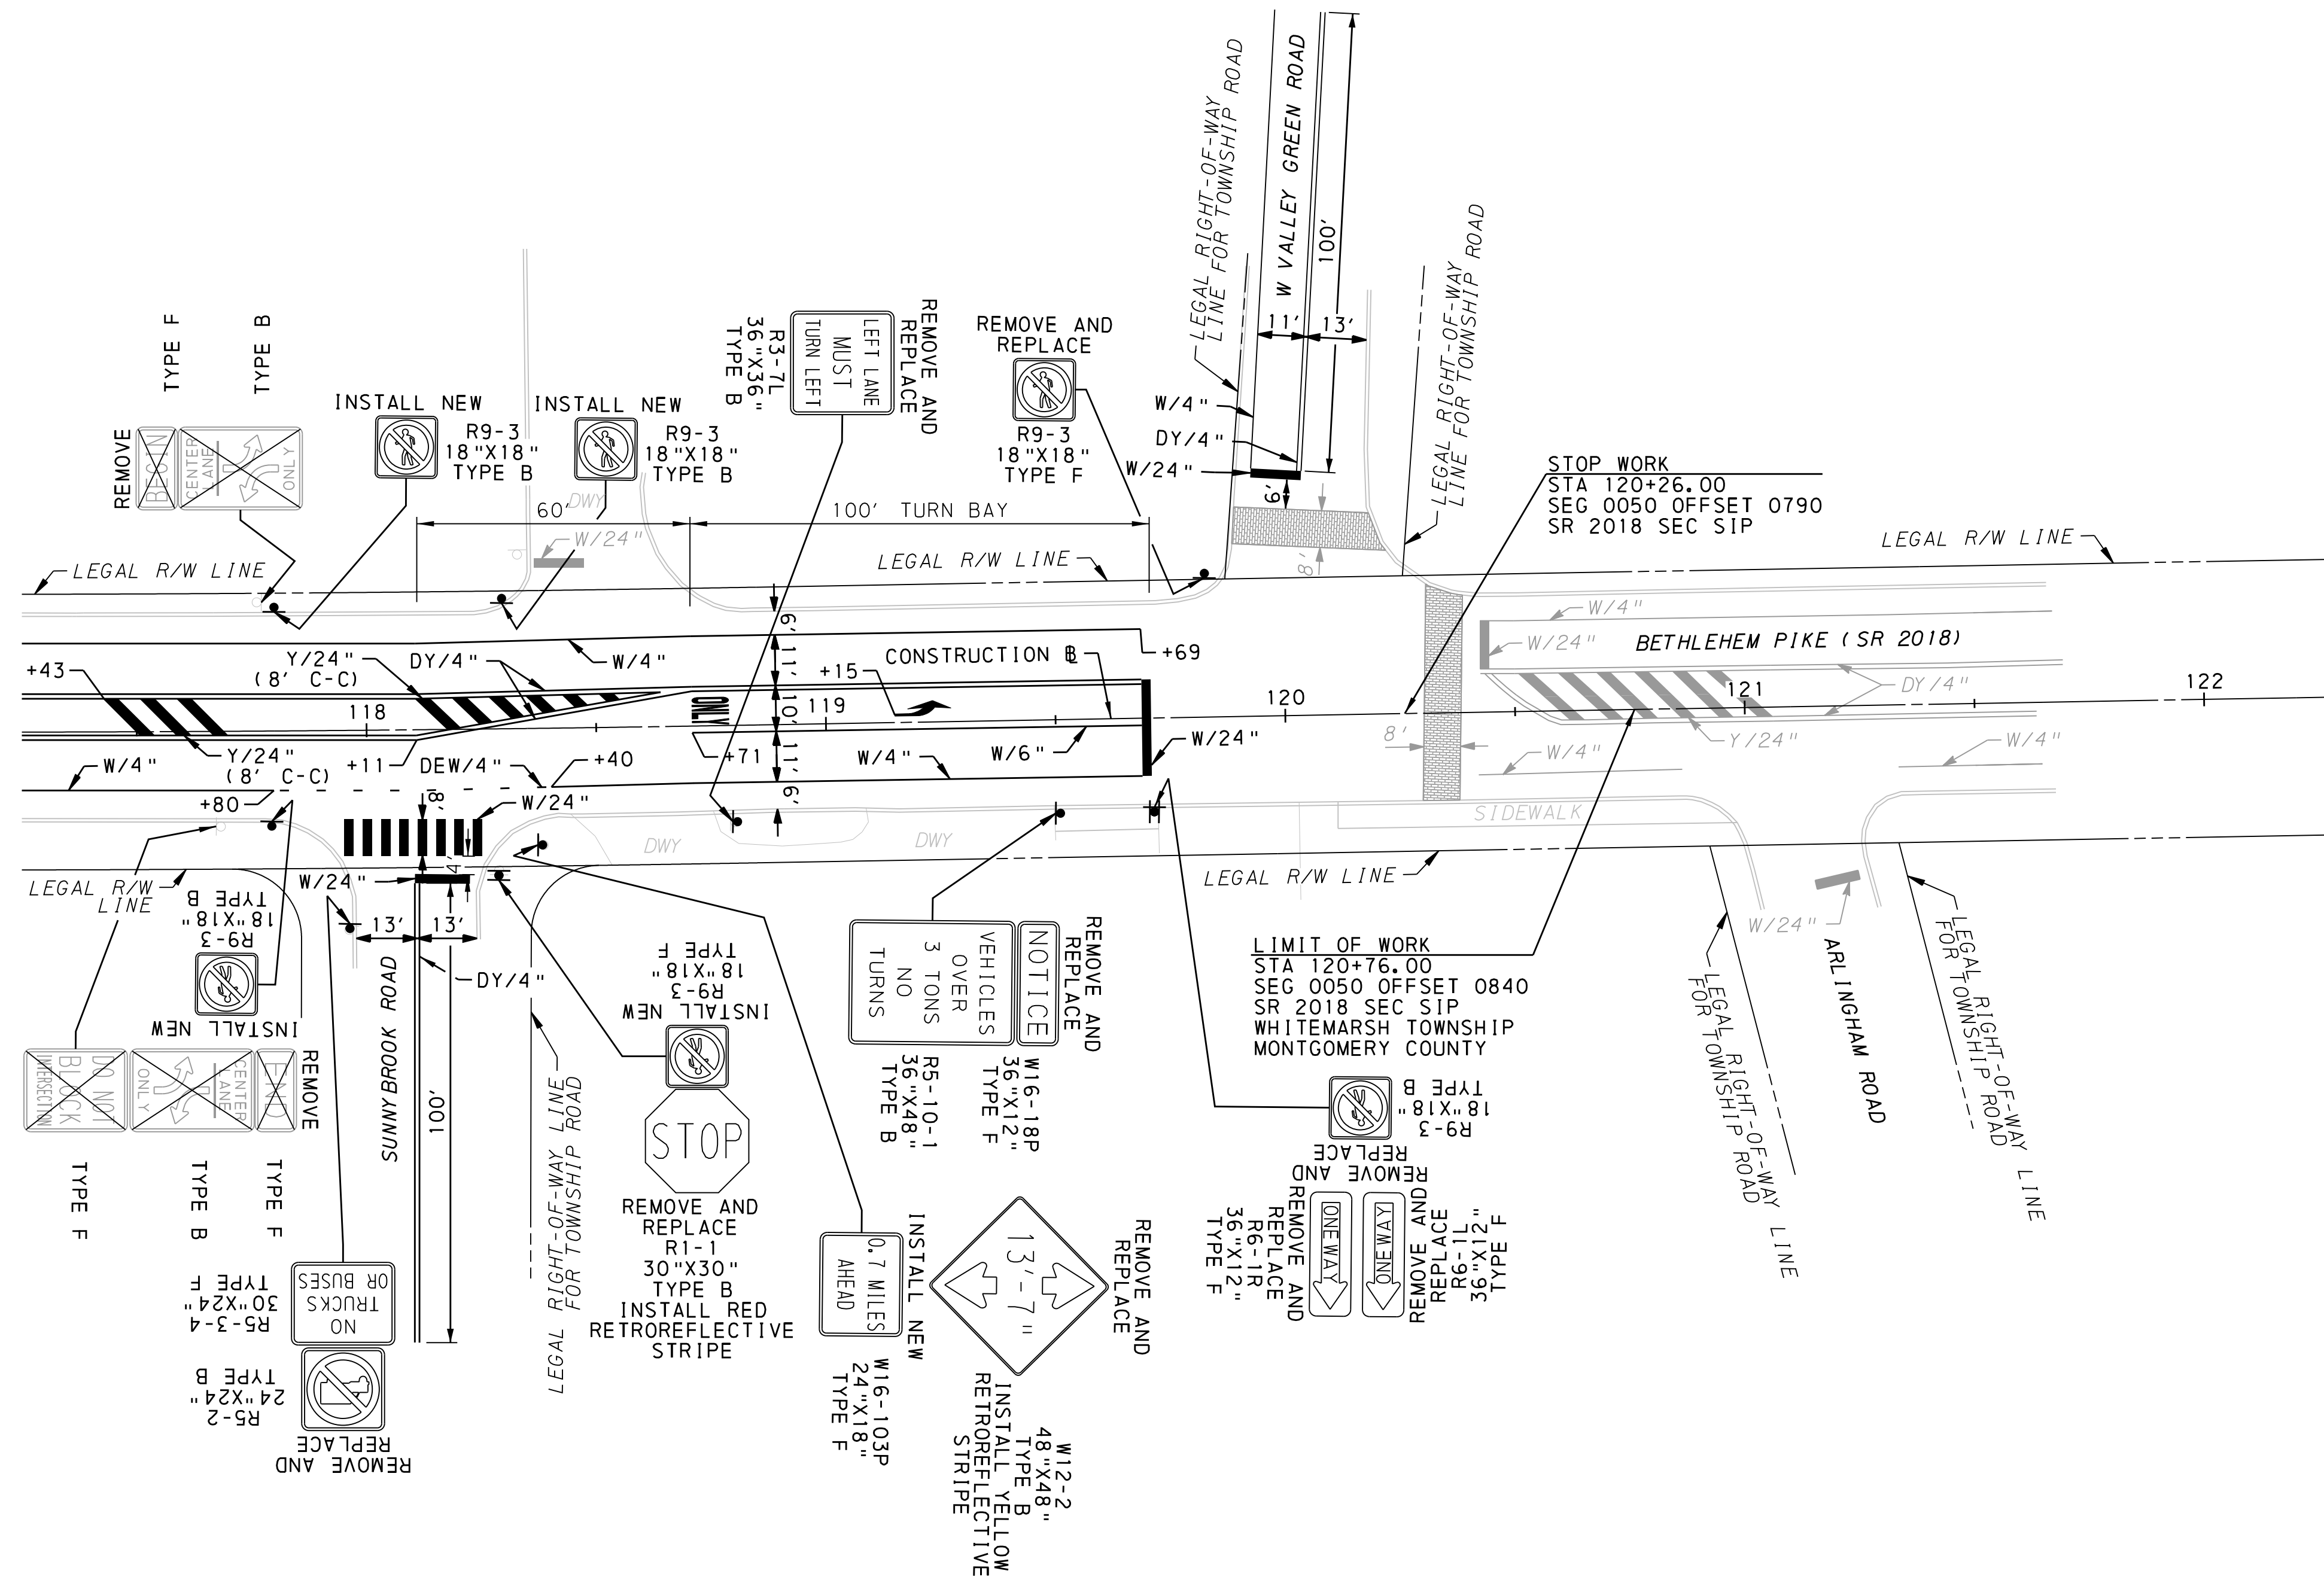 LEGAL RIGHT-OF-WAY
LINE FOR TOWNSHIP ROAD
W VALLEY GREEN ROAD
100'
LEGAL RIGHT-OF-WAY
LINE FOR TOWNSHIP ROAD
11'
13'
W/4"
DY/4"
W/24"
6'
8'
TYPE F
TYPE B
REMOVE
BEGIN
CENTER
LANE
ONLY
INSTALL NEW
R9-3
18"X18"
TYPE B
INSTALL NEW
R9-3
18"X18"
TYPE B
REMOVE AND
REPLACE
LEFT LANE
MUST
TURN LEFT
R3-7L
36"X36"
TYPE B
REMOVE AND
REPLACE
R9-3
18"X18"
TYPE F
STOP WORK
STA 120+26.00
SEG 0050 OFFSET 0790
SR 2018 SEC SIP
DWY
60'
100' TURN BAY
W/24"
LEGAL R/W LINE
LEGAL R/W LINE
LEGAL R/W LINE
6'
11'
10'
11'
6'
+43
Y/24"
(8' C-C)
DY/4"
W/4"
+15
CONSTRUCTION BL
+69
W/4"
W/24"
BETHLEHEM PIKE (SR 2018)
118
ONLY
119
120
121
122
DY/4"
W/4"
Y/24"
(8' C-C)
+11
DEW/4"
+40
+71
W/4"
W/6"
W/24"
8'
W/4"
Y/24"
W/4"
+80
8'
W/24"
4'
DWY
DWY
SIDEWALK
LEGAL R/W
LINE
W/24"
LEGAL R/W LINE
W/24"
R9-3
18"X18"
TYPE B
INSTALL NEW
13'
13'
DY/4"
SUNNYBROOK ROAD
100'
LEGAL RIGHT-OF-WAY LINE
FOR TOWNSHIP ROAD
REMOVE
END
CENTER
LANE
ONLY
DO NOT
BLOCK
INTERSECTION
TYPE F
TYPE B
TYPE F
REMOVE AND
REPLACE
R5-2
24"X24"
TYPE B
NO
TRUCKS
OR BUSES
R5-3-4
30"X24"
TYPE F
INSTALL NEW
R9-3
18"X18"
TYPE F
STOP
REMOVE AND
REPLACE
R1-1
30"X30"
TYPE B
INSTALL RED
RETROREFLECTIVE
STRIPE
REMOVE AND
REPLACE
NOTICE
VEHICLES
OVER
3 TONS
NO
TURNS
W16-18P
36"X12"
TYPE F
R5-10-1
36"X48"
TYPE B
INSTALL NEW
0.7 MILES
AHEAD
W16-103P
24"X18"
TYPE F
REMOVE AND
REPLACE
13'-7"
W12-2
48"X48"
TYPE B
INSTALL YELLOW
RETROREFLECTIVE
STRIPE
LIMIT OF WORK
STA 120+76.00
SEG 0050 OFFSET 0840
SR 2018 SEC SIP
WHITEMARSH TOWNSHIP
MONTGOMERY COUNTY
R9-3
18"X18"
TYPE B
REMOVE AND
REPLACE
REMOVE AND
REPLACE
R6-1R
36"X12"
TYPE F
ONE WAY
ONE WAY
REMOVE AND
REPLACE
R6-1L
36"X12"
TYPE F
LEGAL RIGHT-OF-WAY LINE
FOR TOWNSHIP ROAD
ARLINGHAM ROAD
LEGAL RIGHT-OF-WAY LINE
FOR TOWNSHIP ROAD